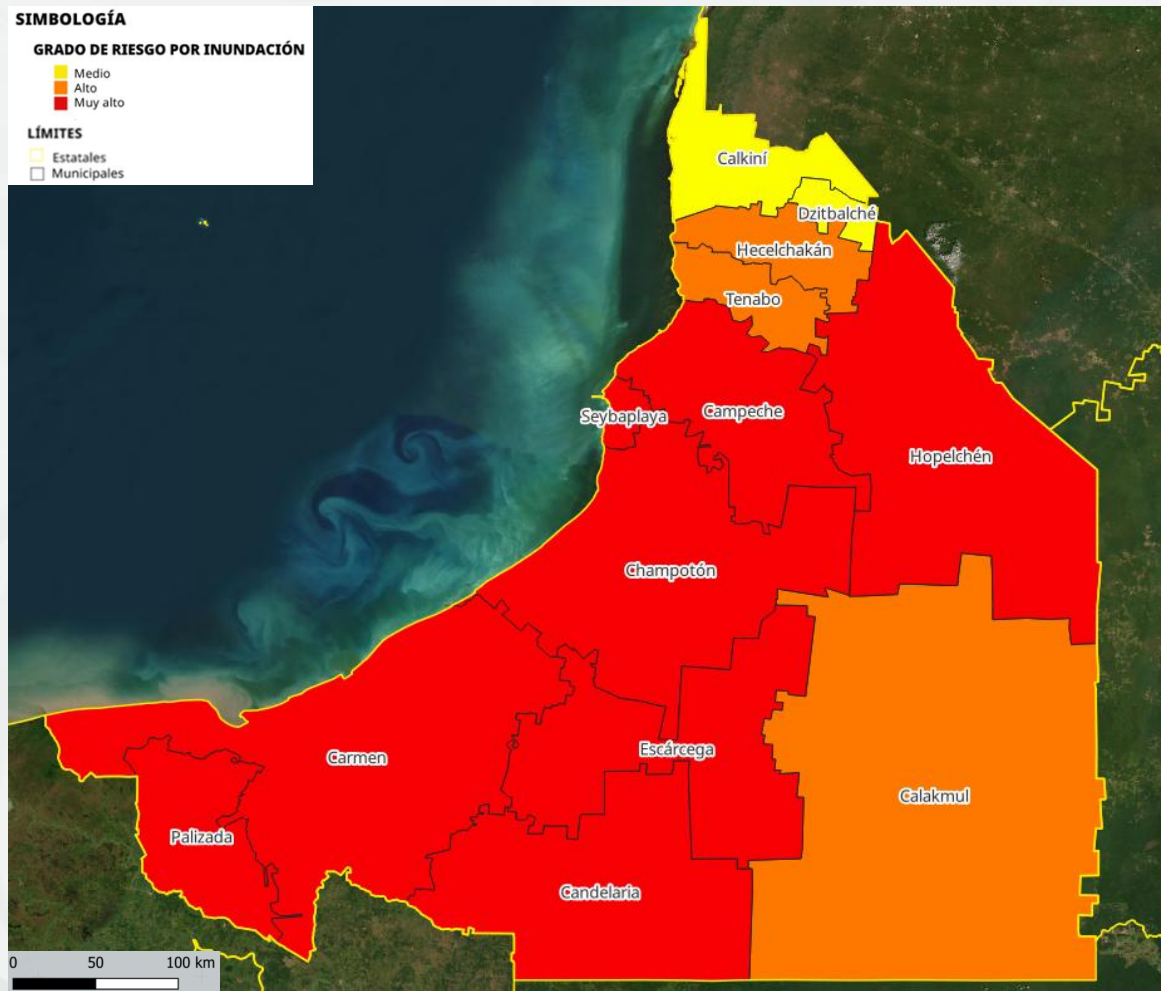 SIMBOLOGÍA
GRADO DE RIESGO POR INUNDACIÓN
Medio
Alto
Muy alto
LÍMITES
Estatales
Municipales
Calkiní
Dzitbalché
Hecelchakán
Tenabo
Seybaplaya
Campeche
Hopelchén
Champotón
Escárcega
Carmen
Calakmul
Palizada
Candelaria
0 50 100 km